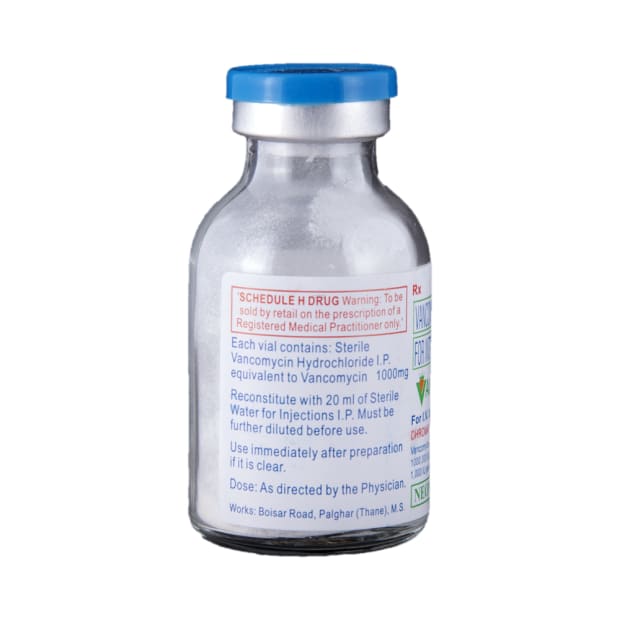 'SCHEDULE H DRUG Warning: To be
sold by retail on the prescription of a
Registered Medical Practitioner only.'
Each vial contains: Sterile
Vancomycin Hydrochloride I.P.
equivalent to Vancomycin 1000mg
Reconstitute with 20 ml of Sterile
Water for Injections I.P. Must be
further diluted before use.
Use immediately after preparation
if it is clear.
Dose: As directed by the Physician.
Works: Boisar Road, Palghar (Thane), M.S.
Rx
For